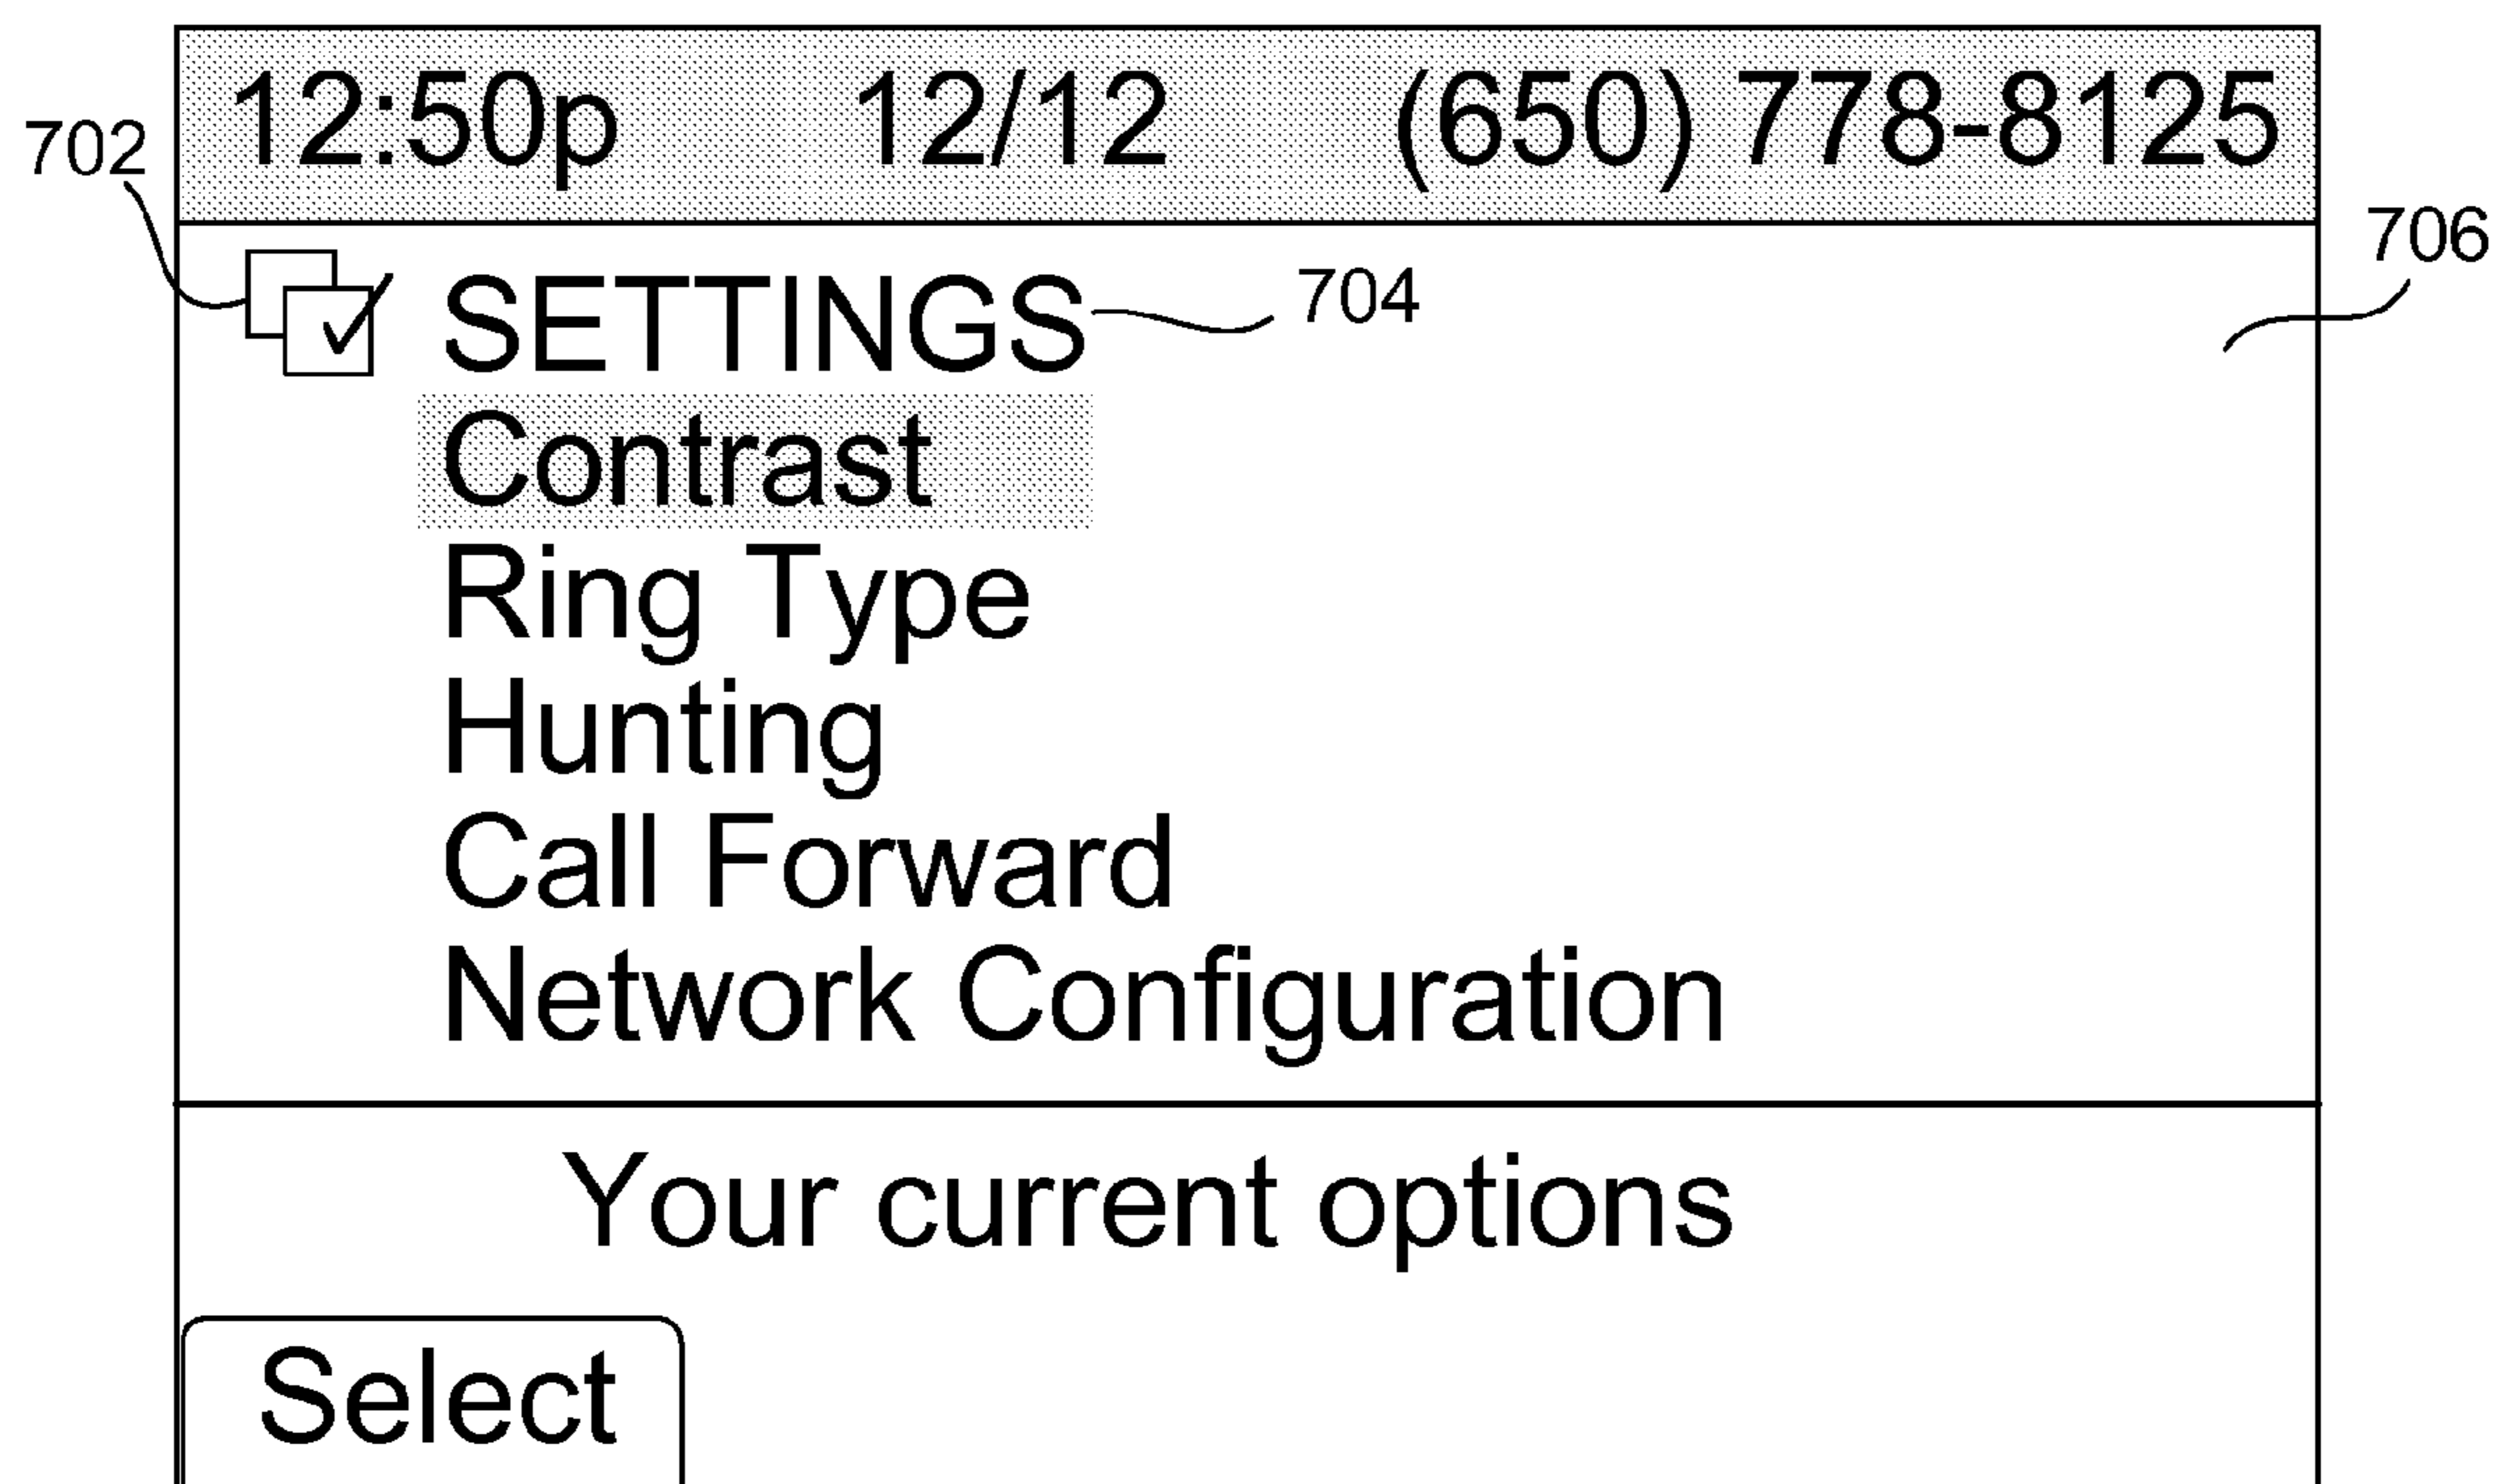 12:50p 12/12 (650) 778-8125
702
706
SETTINGS 704
Contrast
Ring Type
Hunting
Call Forward
Network Configuration
Your current options
Select